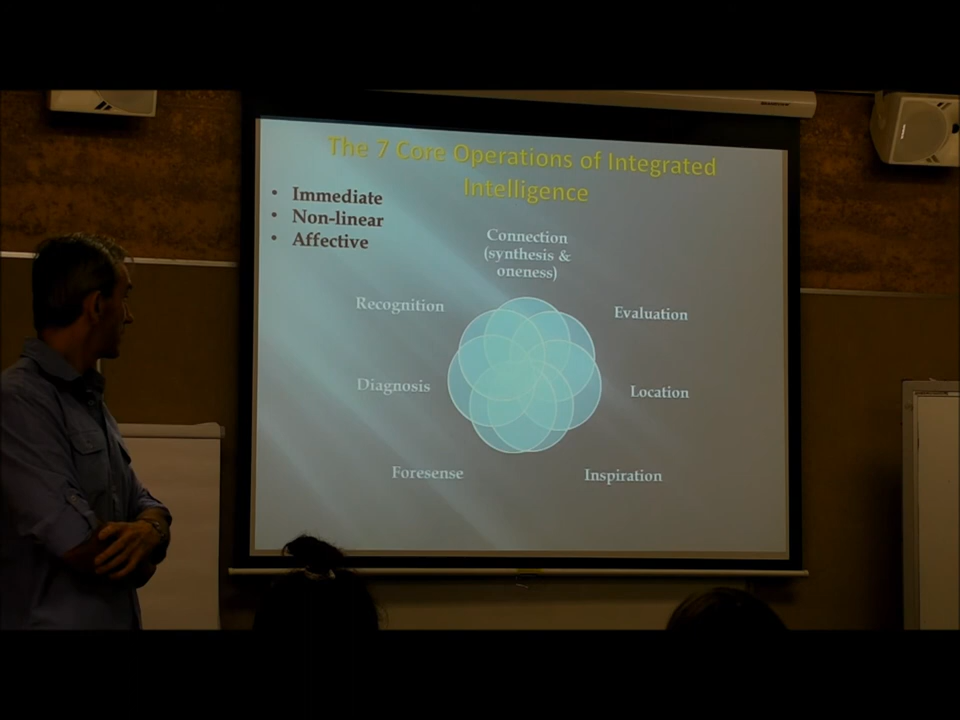 The 7 Core Operations of Integrated
Intelligence
• Immediate
• Non-linear
• Affective
Connection
(synthesis &
oneness)
Recognition
Evaluation
Diagnosis
Location
Foresense
Inspiration